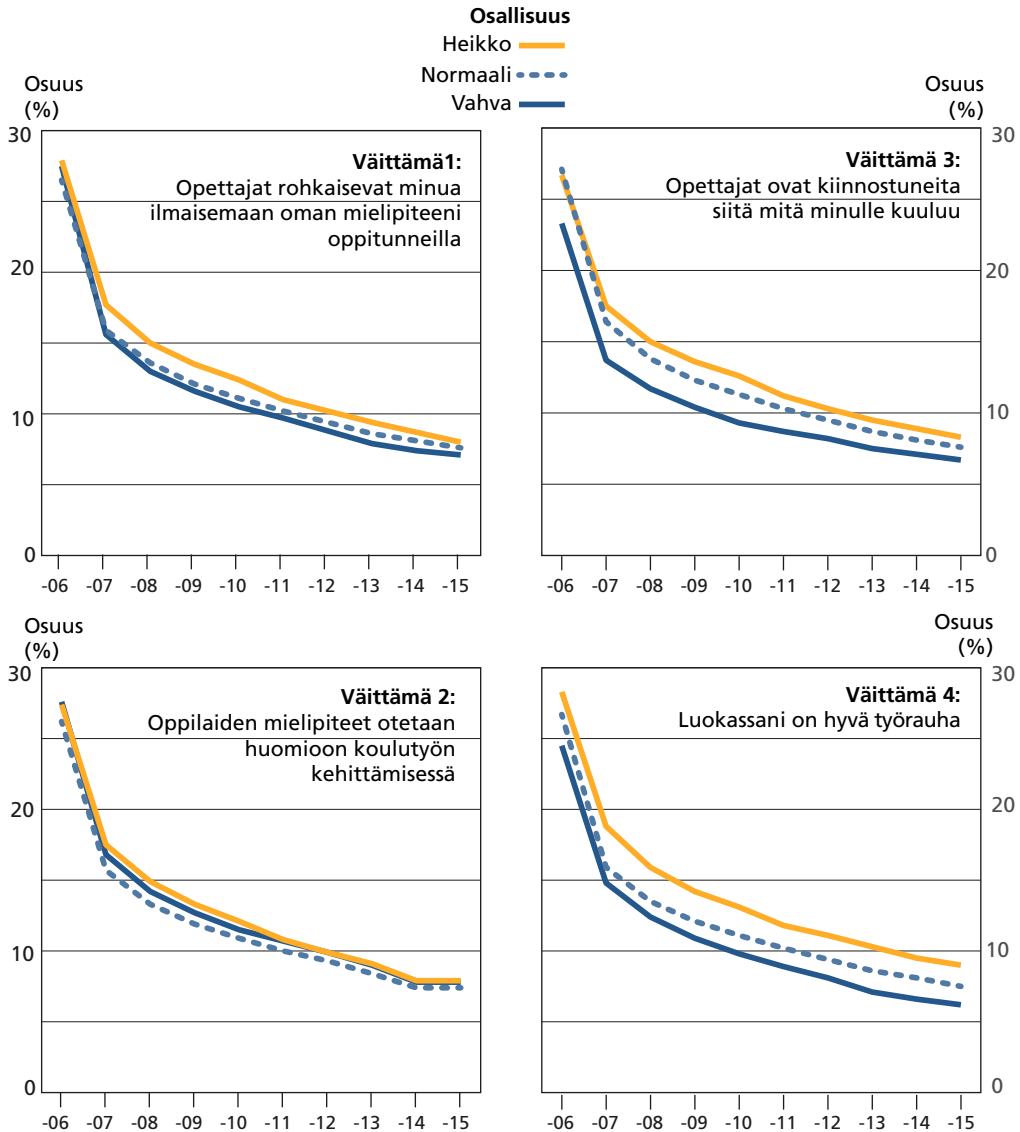 Osallisuus
Heikko
Normaali
Vahva
Osuus
(%)
30
20
10
0
Väittämä1:
Opettajat rohkaisevat minua
ilmaisemaan oman mielipiteeni
oppitunneilla
-06 -07 -08 -09 -10 -11 -12 -13 -14 -15
Osuus
(%)
30
20
10
0
Väittämä 3:
Opettajat ovat kiinnostuneita
siitä mitä minulle kuuluu
-06 -07 -08 -09 -10 -11 -12 -13 -14 -15
Osuus
(%)
30
20
10
0
Väittämä 2:
Oppilaiden mielipiteet otetaan
huomioon koulutyön
kehittämisessä
-06 -07 -08 -09 -10 -11 -12 -13 -14 -15
Osuus
(%)
30
20
10
0
Väittämä 4:
Luokassani on hyvä työrauha
-06 -07 -08 -09 -10 -11 -12 -13 -14 -15